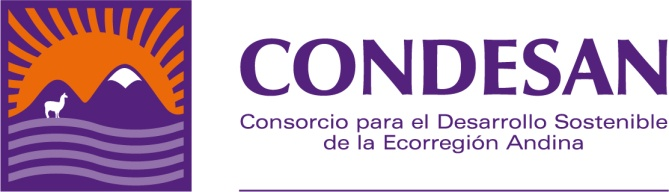 CONDESAN
Consorcio para el Desarrollo Sostenible
de la Ecorregión Andina